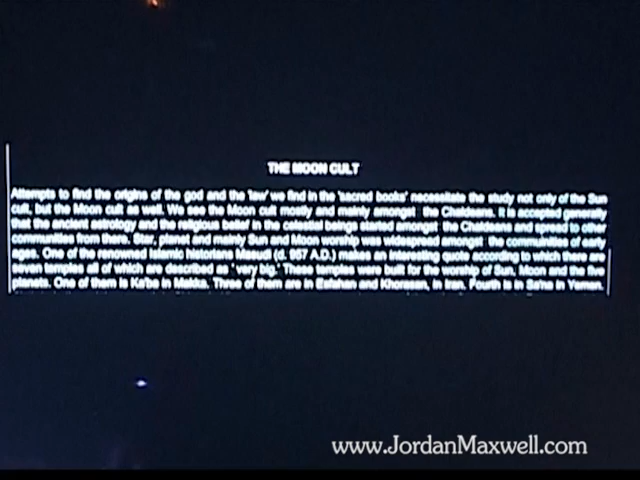 THE MOON CULT
Attempts to find the origins of the god and the 'law' we find in the 'sacred books' necessitate the study not only of the Sun
cult, but the Moon cult as well. We see the Moon cult mostly and mainly amongst the Chaldeans. It is accepted generally
that the ancient astrology and the religious belief in the celestial beings started amongst the Chaldeans and spread to other
communities from there. Star, planet and mainly Sun and Moon worship was widespread amongst the communities of early
ages. One of the renowned Islamic historians Masudi (d. 957 A.D.) makes an interesting quote according to which there are
seven temples all of which are described as 'very big.' These temples were built for the worship of Sun, Moon and the five
planets. One of them is Ka'ba in Makka. Three of them are in Esfahan and Khorasan, in Iran. Fourth is in Sa'na in Yemen.
www.JordanMaxwell.com